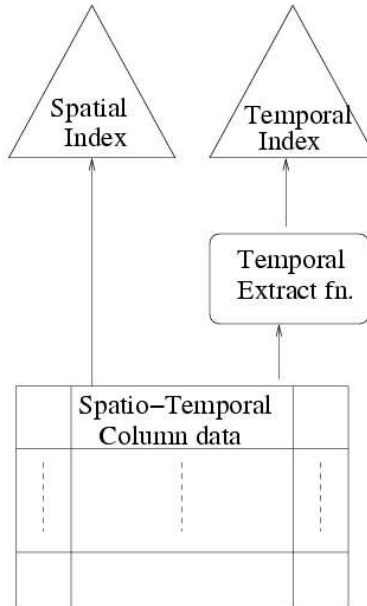 Spatial
Index
Temporal
Index
Temporal
Extract fn.
Spatio-Temporal
Column data